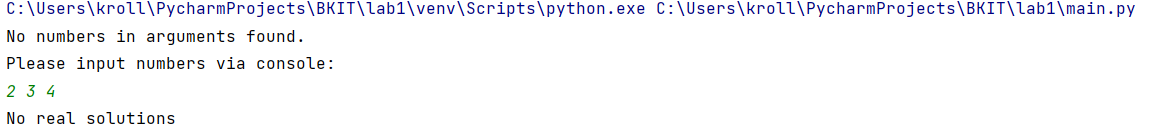 C:\Users\kroll\PycharmProjects\BKIT\lab1\venv\Scripts\python.exe C:\Users\kroll\PycharmProjects\BKIT\lab1\main.py
No numbers in arguments found.
Please input numbers via console:
2 3 4
No real solutions